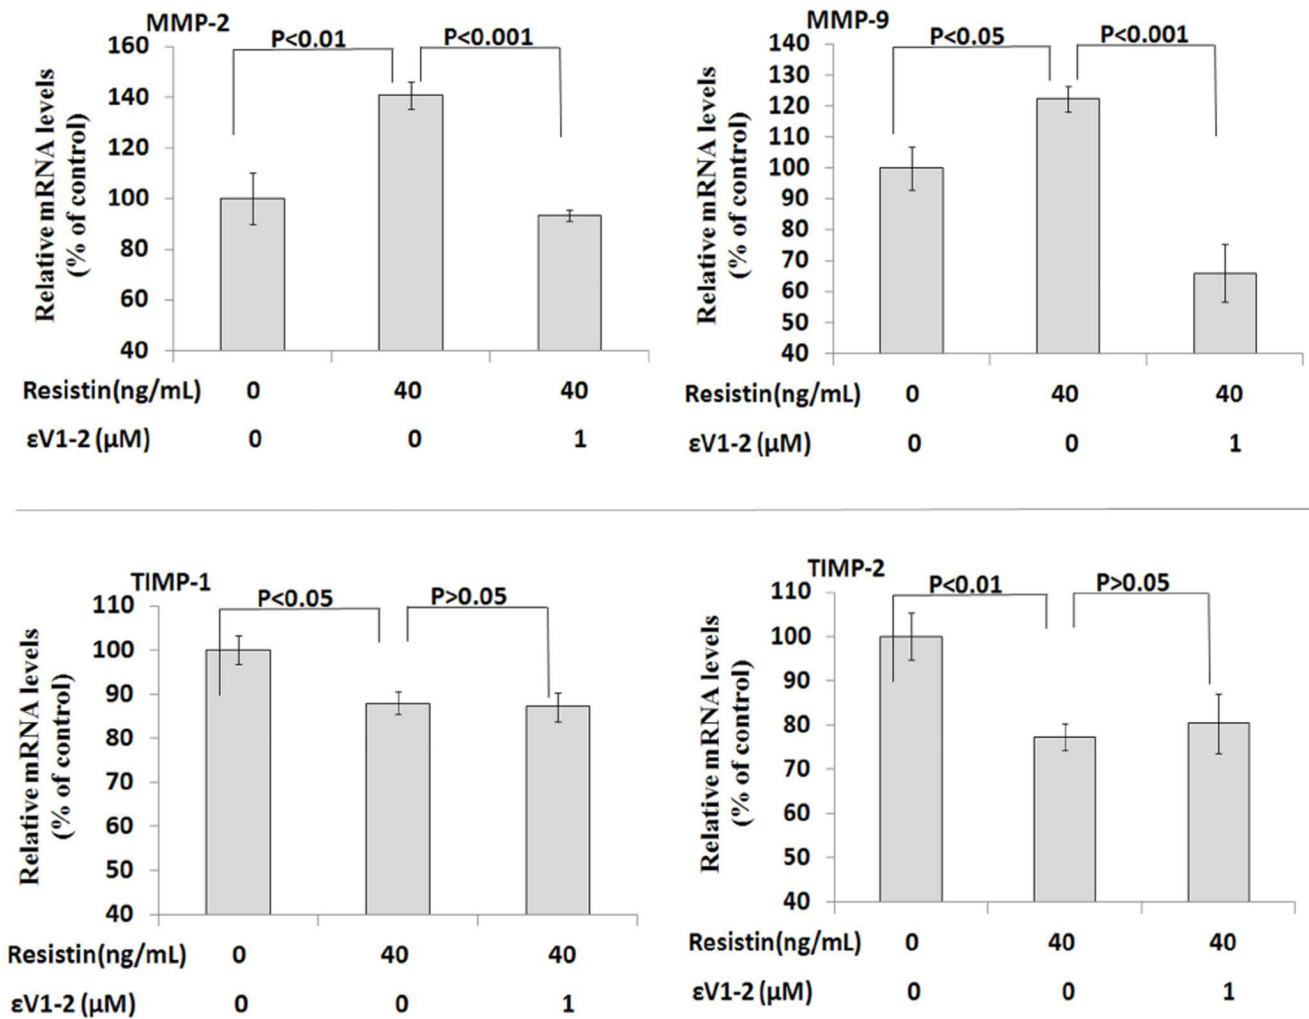 MMP-2
P<0.01
P<0.001
160
140
120
100
80
60
40
Relative mRNA levels
(% of control)
Resistin(ng/mL) 0 40 40
εV1-2 (μM) 0 0 1
MMP-9
P<0.05
P<0.001
140
130
120
110
100
90
80
70
60
50
40
Relative mRNA levels
(% of control)
Resistin(ng/mL) 0 40 40
εV1-2 (μM) 0 0 1
TIMP-1
P<0.05
P>0.05
110
100
90
80
70
60
50
40
Relative mRNA levels
(% of control)
Resistin(ng/mL) 0 40 40
εV1-2 (μM) 0 0 1
TIMP-2
P<0.01
P>0.05
110
100
90
80
70
60
50
40
Relative mRNA levels
(% of control)
Resistin(ng/mL) 0 40 40
εV1-2 (μM) 0 0 1